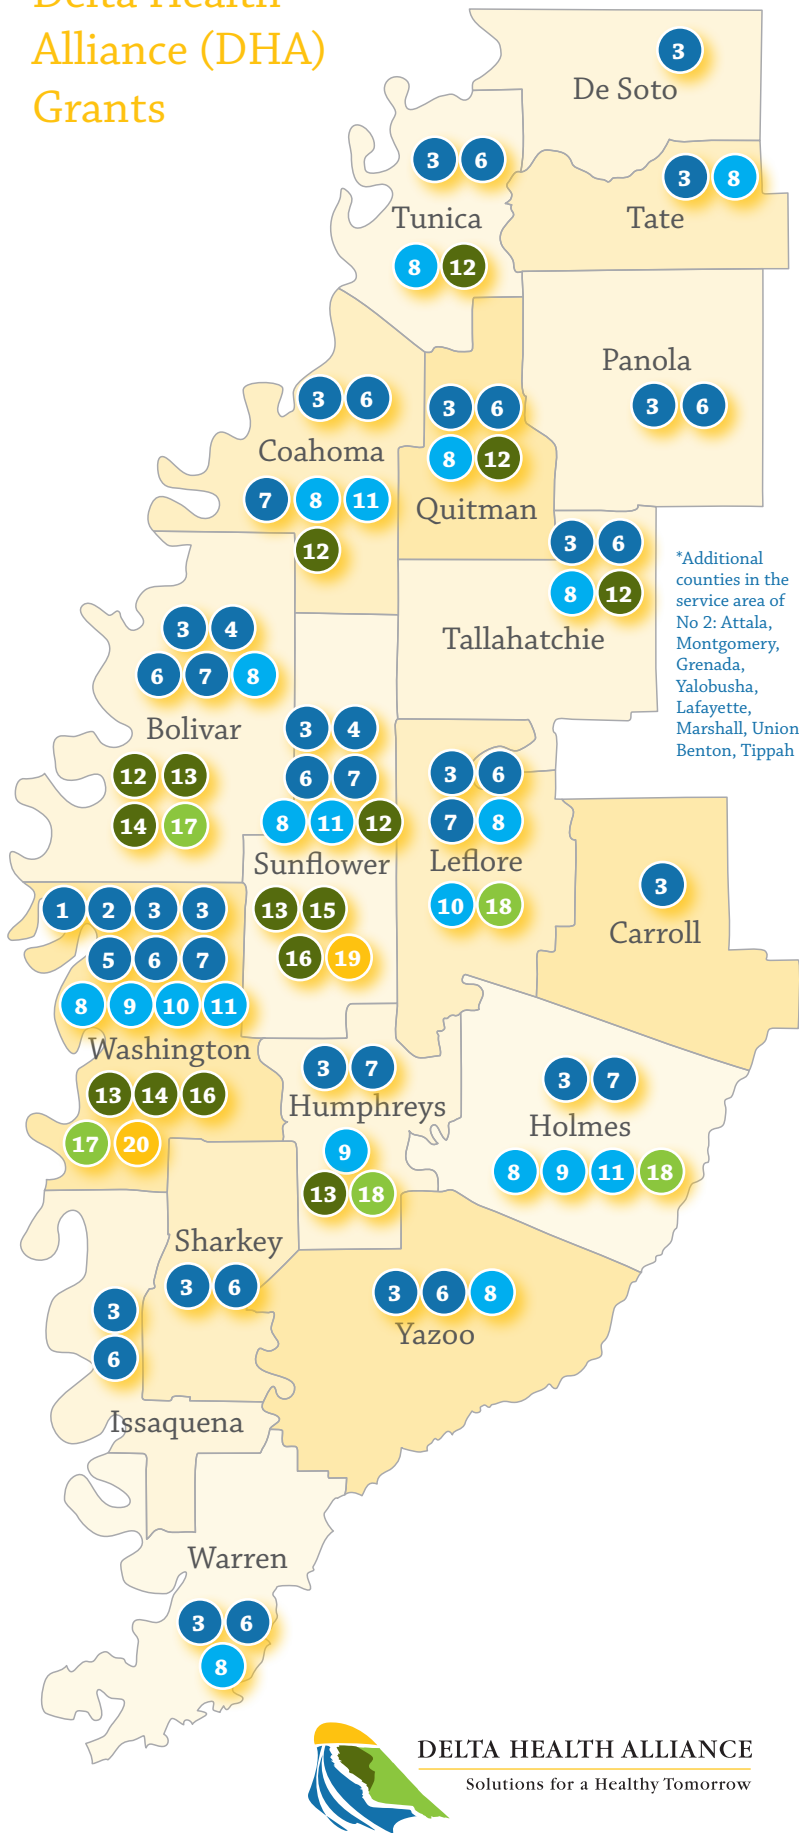 Delta Health
Alliance (DHA)
Grants
3
De Soto
3 8
Tate
3 6
Tunica
8 12
Panola
3 6
3 6
Coahoma
7 8 11
12
3 6
8 12
Quitman
3 6
8 12
Tallahatchie
*Additional
counties in the
service area of
No 2: Attala,
Montgomery,
Grenada,
Yalobusha,
Lafayette,
Marshall, Union
Benton, Tippah
3 4
6 7 8
Bolivar
12 13
14 17
3 4
6 7
8 11 12
Sunflower
13 15
16 19
3 6
7 8
Leflore
10 18
3
Carroll
1 2 3 3
5 6 7
8 9 10 11
Washington
13 14 16
17 20
3 7
Humphreys
9
13 18
3 7
Holmes
8 9 11 18
Sharkey
3 6
3 6 8
Yazoo
3
6
Issaquena
Warren
3 6
8
DELTA HEALTH ALLIANCE
Solutions for a Healthy Tomorrow